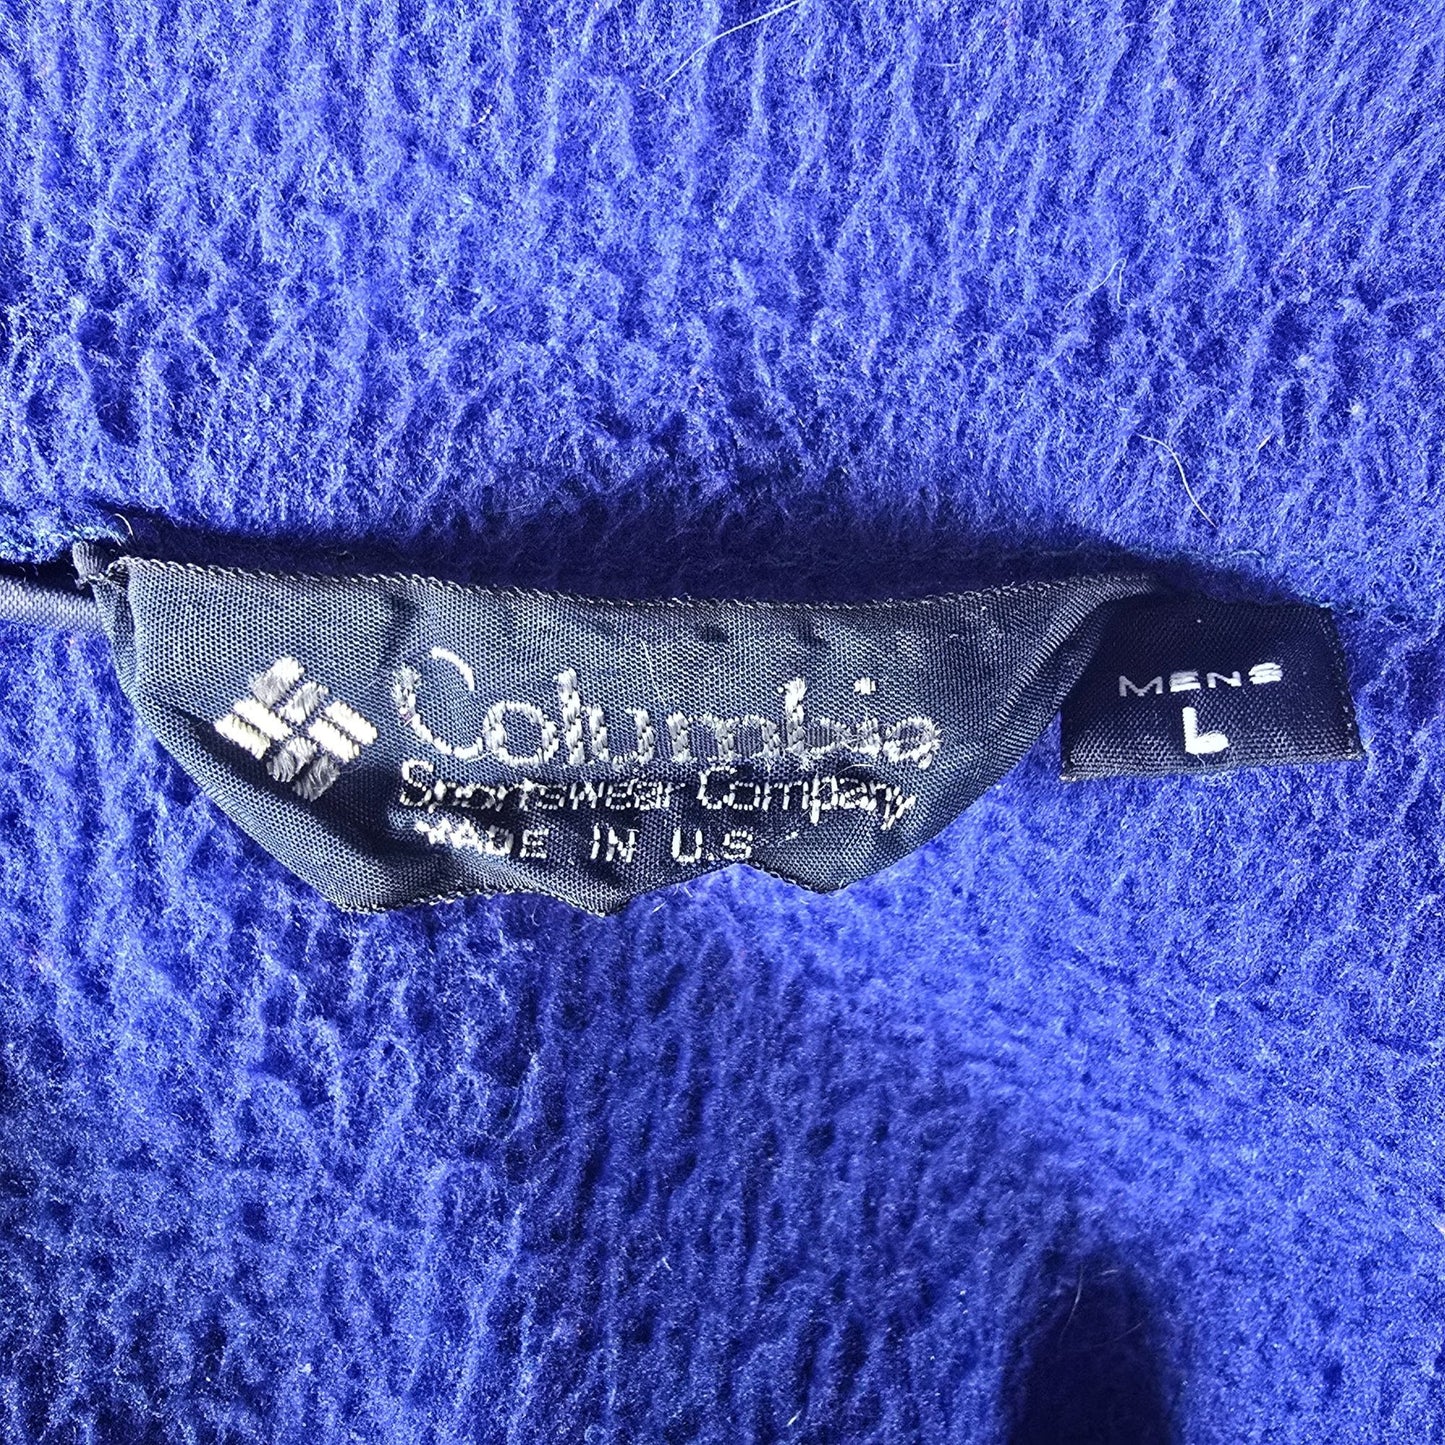 Columbia
Sportswear Company
MADE IN U.S
MENS
L